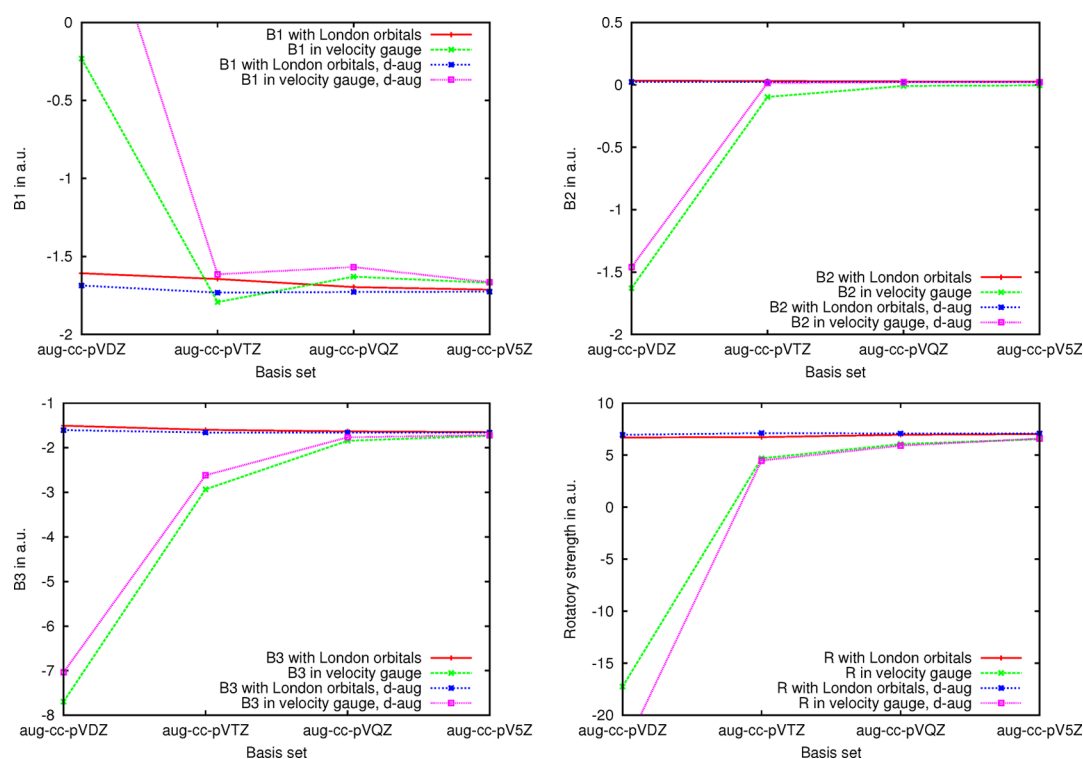 0
-0.5
-1
-1.5
-2
B1 in a.u.
B1 with London orbitals
B1 in velocity gauge
B1 with London orbitals, d-aug
B1 in velocity gauge, d-aug
aug-cc-pVDZ aug-cc-pVTZ aug-cc-pVQZ aug-cc-pV5Z
Basis set
0.5
0
-0.5
-1
-1.5
-2
B2 in a.u.
B2 with London orbitals
B2 in velocity gauge
B2 with London orbitals, d-aug
B2 in velocity gauge, d-aug
aug-cc-pVDZ aug-cc-pVTZ aug-cc-pVQZ aug-cc-pV5Z
Basis set
-1
-2
-3
-4
-5
-6
-7
-8
B3 in a.u.
B3 with London orbitals
B3 in velocity gauge
B3 with London orbitals, d-aug
B3 in velocity gauge, d-aug
aug-cc-pVDZ aug-cc-pVTZ aug-cc-pVQZ aug-cc-pV5Z
Basis set
10
5
0
-5
-10
-15
-20
Rotatory strength in a.u.
R with London orbitals
R in velocity gauge
R with London orbitals, d-aug
R in velocity gauge, d-aug
aug-cc-pVDZ aug-cc-pVTZ aug-cc-pVQZ aug-cc-pV5Z
Basis set